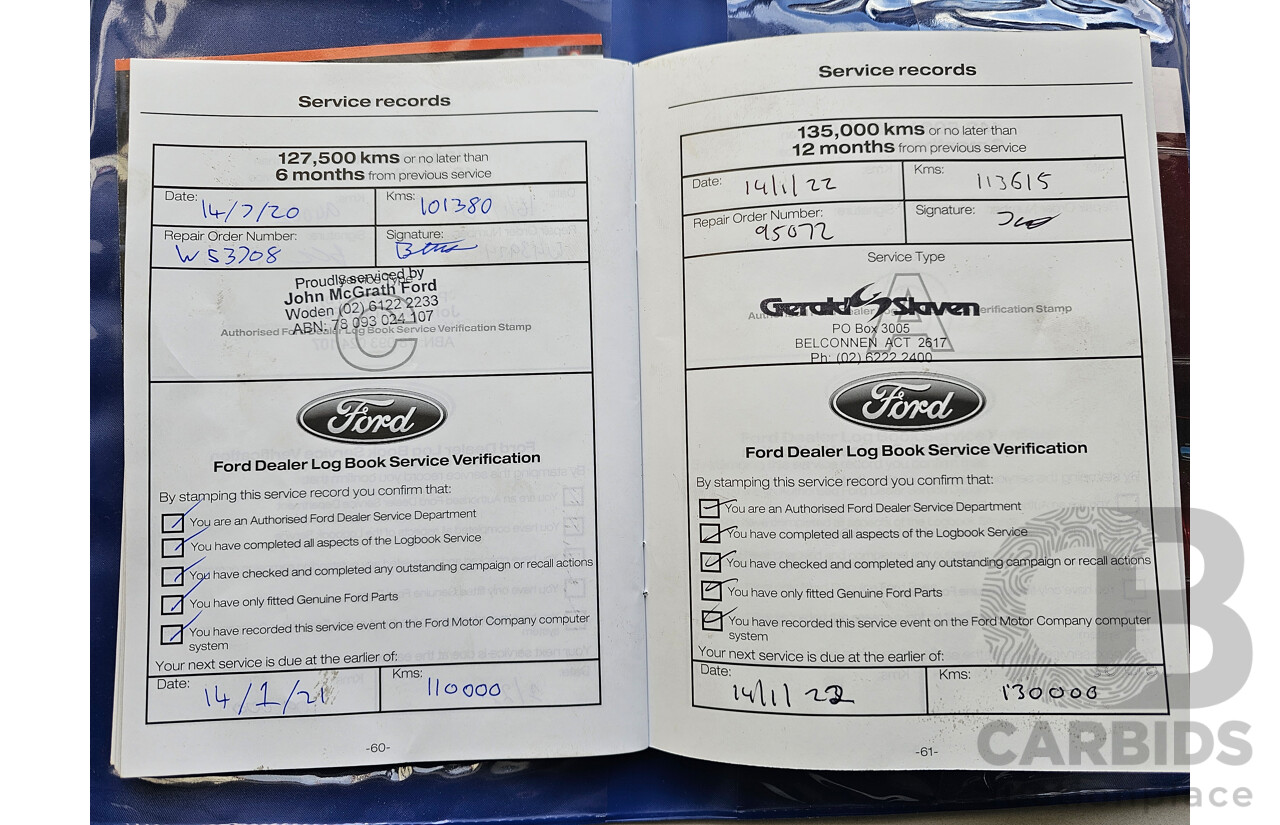 Service records
127,500 kms or no later than
6 months from previous service
Date: 14/7/20 Kms: 101380
Repair Order Number: W53708 Signature:
Service Type
Proudly serviced by
John McGrath Ford
Woden (02) 6122 2233
ABN: 78 093 024 107
Authorised Ford Dealer Log Book Service Verification Stamp
C
Ford
Ford Dealer Log Book Service Verification
By stamping this service record you confirm that:
You are an Authorised Ford Dealer Service Department
You have completed all aspects of the Logbook Service
You have checked and completed any outstanding campaign or recall actions
You have only fitted Genuine Ford Parts
You have recorded this service event on the Ford Motor Company computer
system
Your next service is due at the earlier of:
Date: 14/1/21 Kms: 110000
-60-
Service records
135,000 kms or no later than
12 months from previous service
Date: 14/1/22 Kms: 113615
Repair Order Number: 95072 Signature:
Service Type
A
Gerald Slaven
erification Stamp
PO Box 3005
BELCONNEN ACT 2617
Ph: (02) 6222 2400
Ford
Ford Dealer Log Book Service Verification
By stamping this service record you confirm that:
You are an Authorised Ford Dealer Service Department
You have completed all aspects of the Logbook Service
You have checked and completed any outstanding campaign or recall actions
You have only fitted Genuine Ford Parts
You have recorded this service event on the Ford Motor Company computer
system
Your next service is due at the earlier of:
Date: 14/1/ Kms: 130000
-61-
CB
CARBIDS